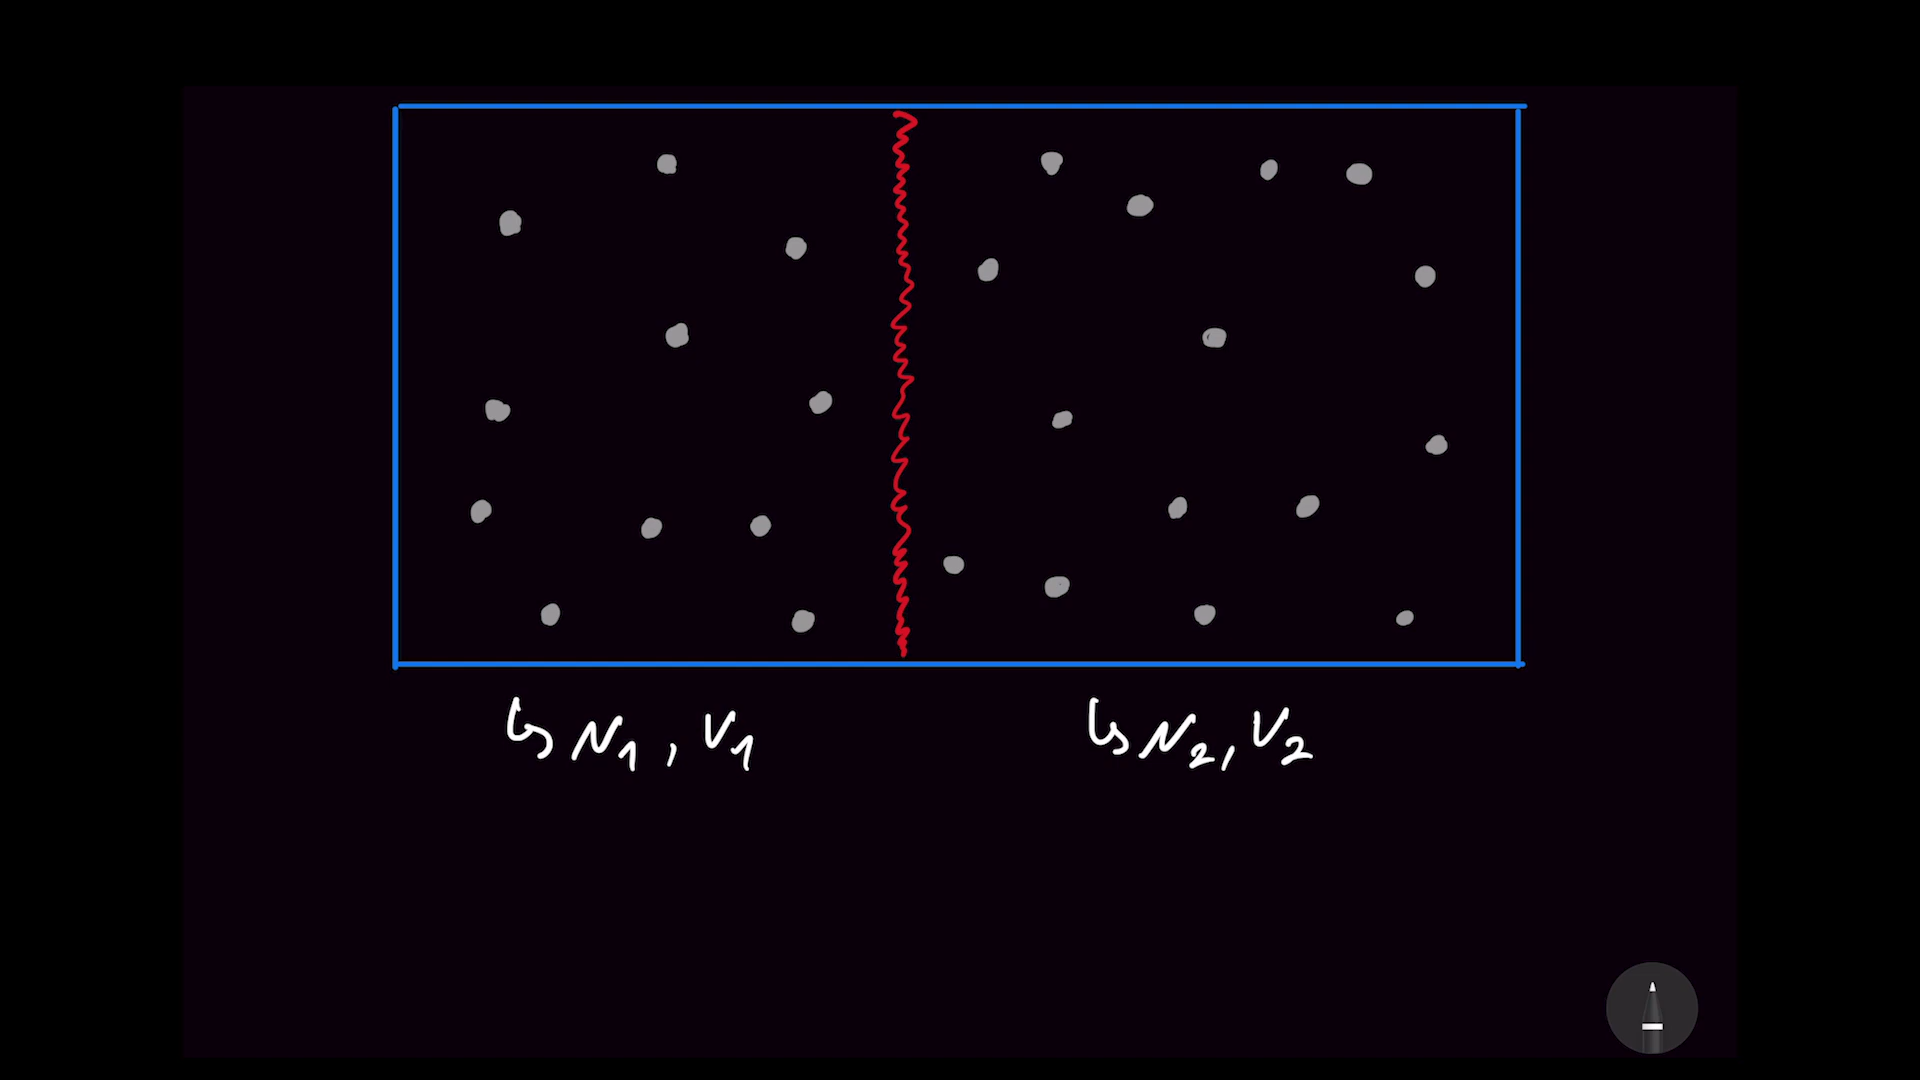 ↳ N₁, V₁
↳ N₂, V₂